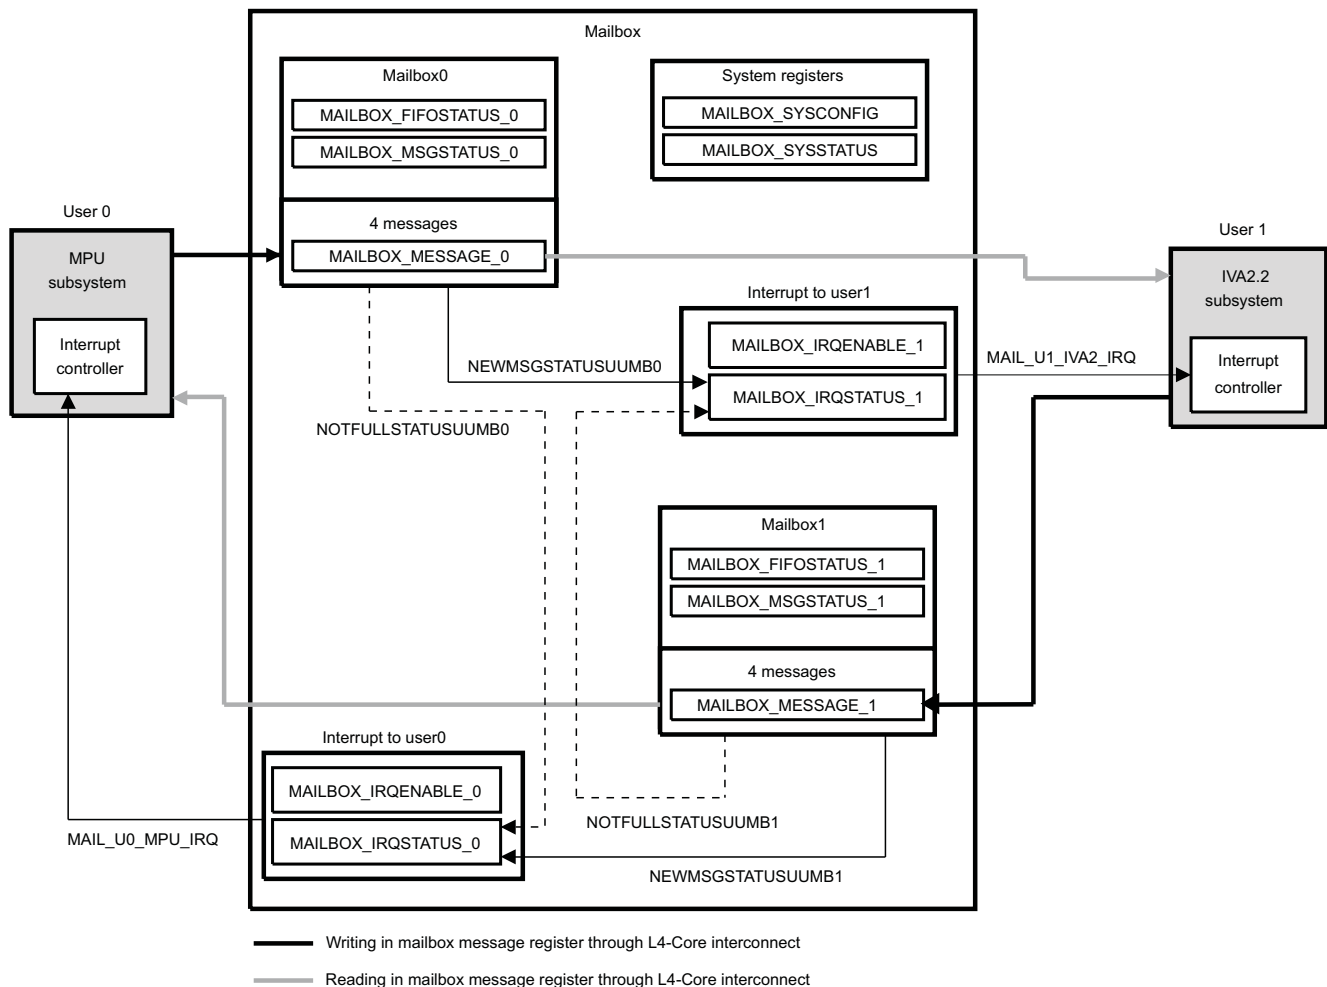 Mailbox
Mailbox0
MAILBOX_FIFOSTATUS_0
MAILBOX_MSGSTATUS_0
4 messages
MAILBOX_MESSAGE_0
System registers
MAILBOX_SYSCONFIG
MAILBOX_SYSSTATUS
User 0
MPU
subsystem
Interrupt
controller
User 1
IVA2.2
subsystem
Interrupt
controller
Interrupt to user1
MAILBOX_IRQENABLE_1
MAILBOX_IRQSTATUS_1
MAIL_U1_IVA2_IRQ
NEWMSGSTATUSUUMB0
NOTFULLSTATUSUUMB0
Mailbox1
MAILBOX_FIFOSTATUS_1
MAILBOX_MSGSTATUS_1
4 messages
MAILBOX_MESSAGE_1
Interrupt to user0
MAILBOX_IRQENABLE_0
MAILBOX_IRQSTATUS_0
MAIL_U0_MPU_IRQ
NOTFULLSTATUSUUMB1
NEWMSGSTATUSUUMB1
Writing in mailbox message register through L4-Core interconnect
Reading in mailbox message register through L4-Core interconnect